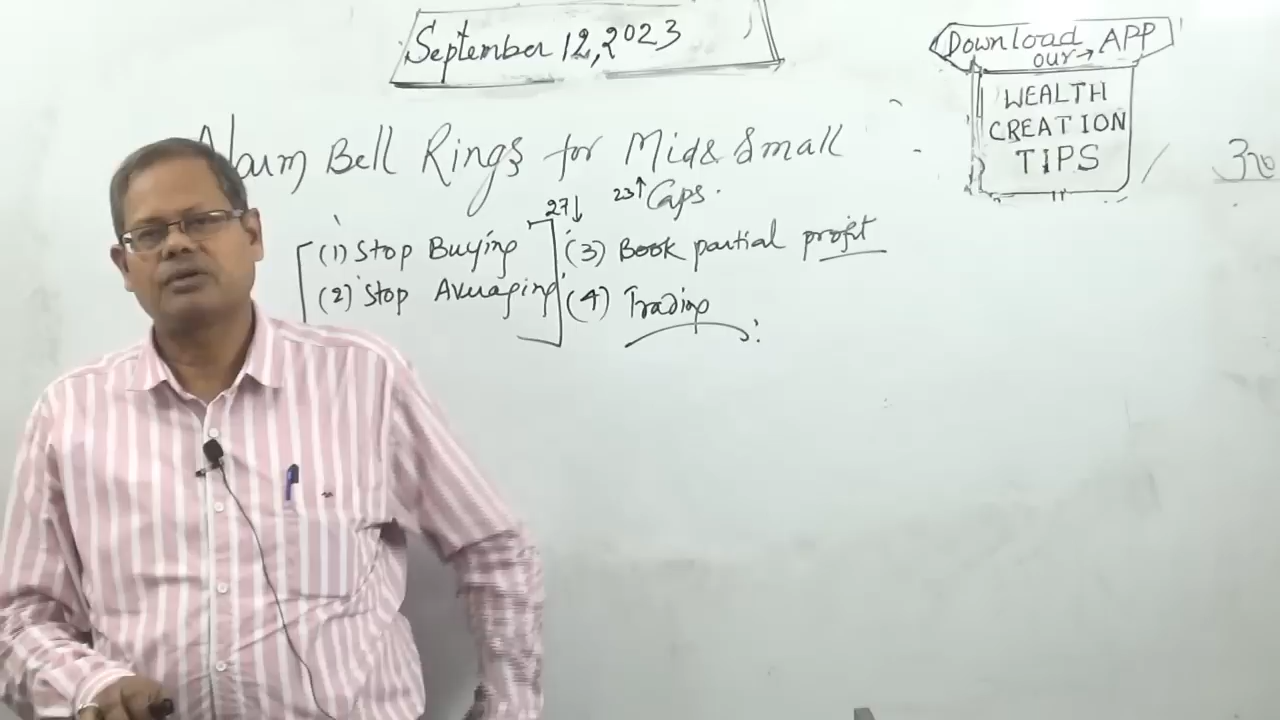 September 12, 2023
Download APP
our→
WEALTH
CREATION
TIPS
Alarm Bell Rings for Mid & Small
23↑ Caps.
27↓
(1) Stop Buying
(2) Stop Averaging
(3) Book partial profit
(4) Trading